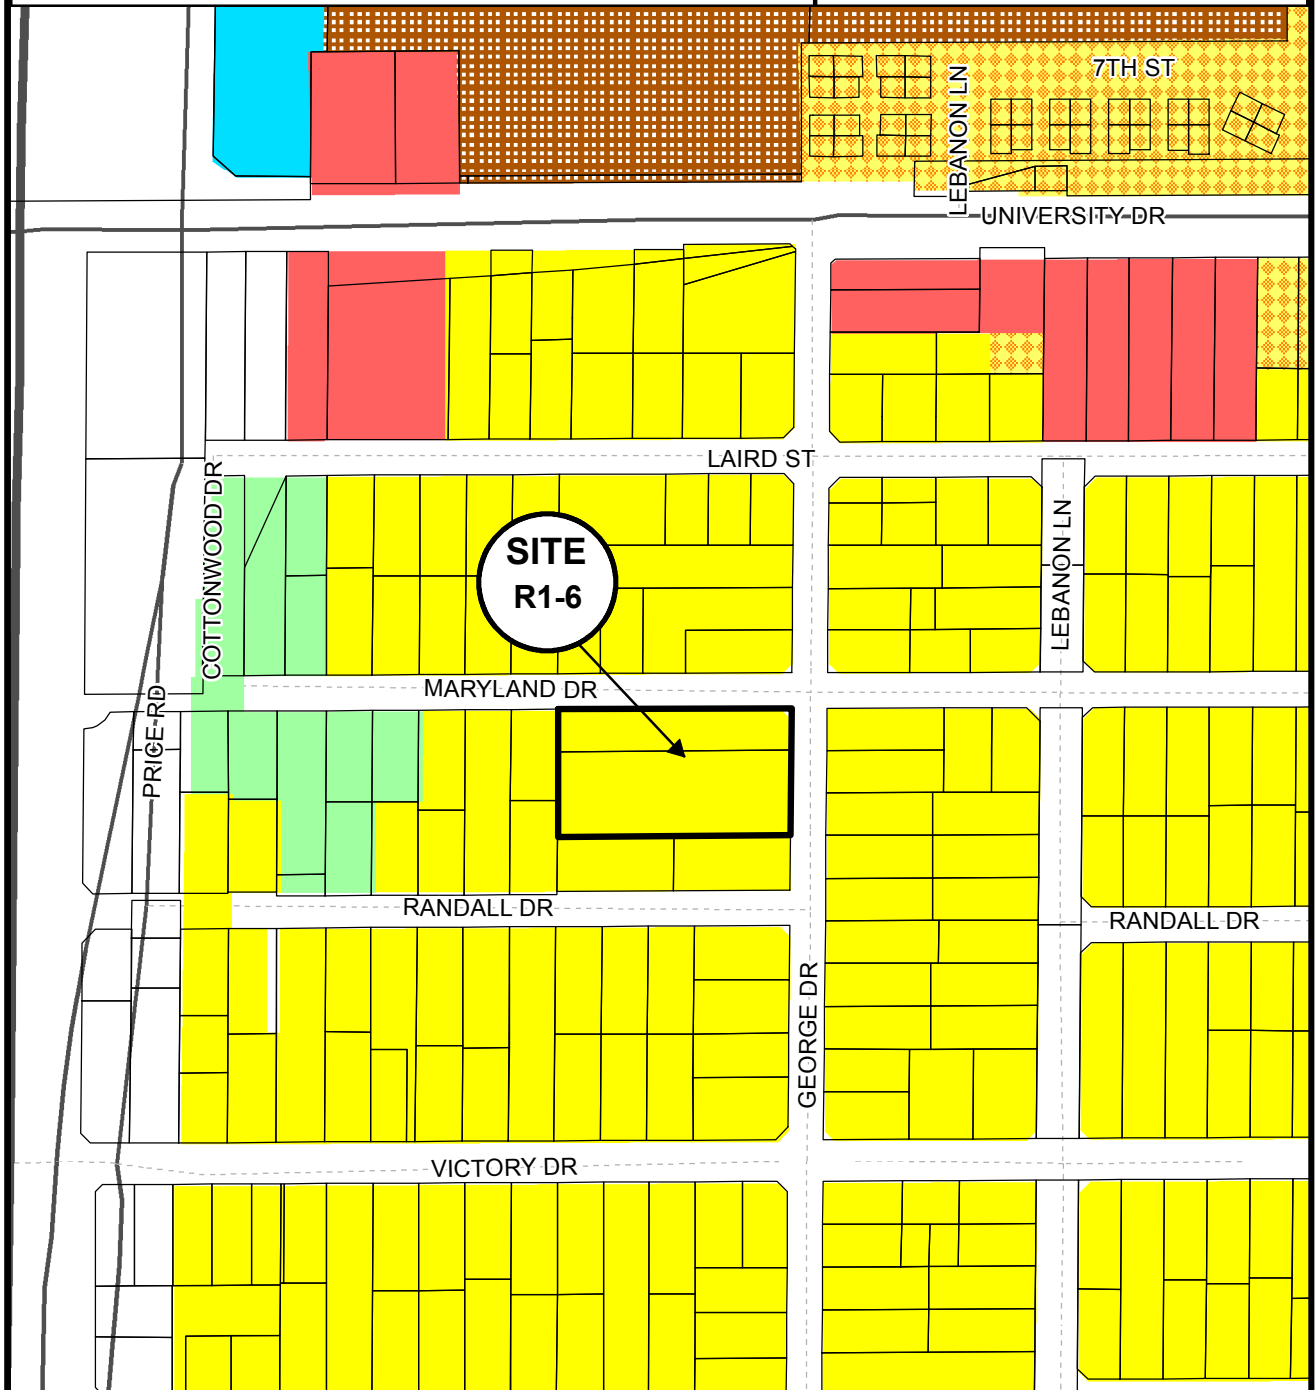 7TH ST
LEBANON LN
UNIVERSITY DR
LAIRD ST
COTTONWOOD DR
SITE
R1-6
LEBANON LN
MARYLAND DR
PRICE RD
RANDALL DR
RANDALL DR
GEORGE DR
VICTORY DR